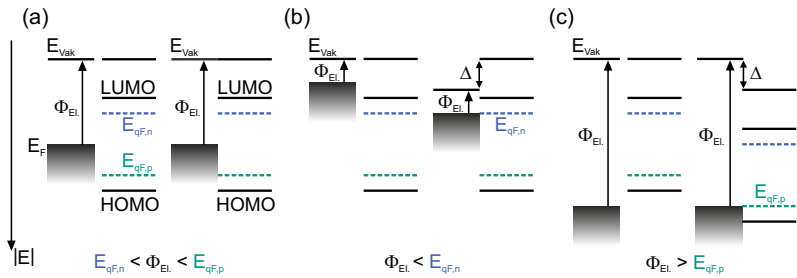 (a)
(b)
(c)
E_Vak
E_Vak
E_Vak
E_Vak
Φ_El.
Δ
Δ
LUMO
LUMO
Φ_El.
Φ_El.
Φ_El.
E_qF,n
E_qF,n
Φ_El.
Φ_El.
E_F
E_qF,p
E_qF,p
HOMO
HOMO
|E|
E_qF,n < Φ_El. < E_qF,p
Φ_El. < E_qF,n
Φ_El. > E_qF,p